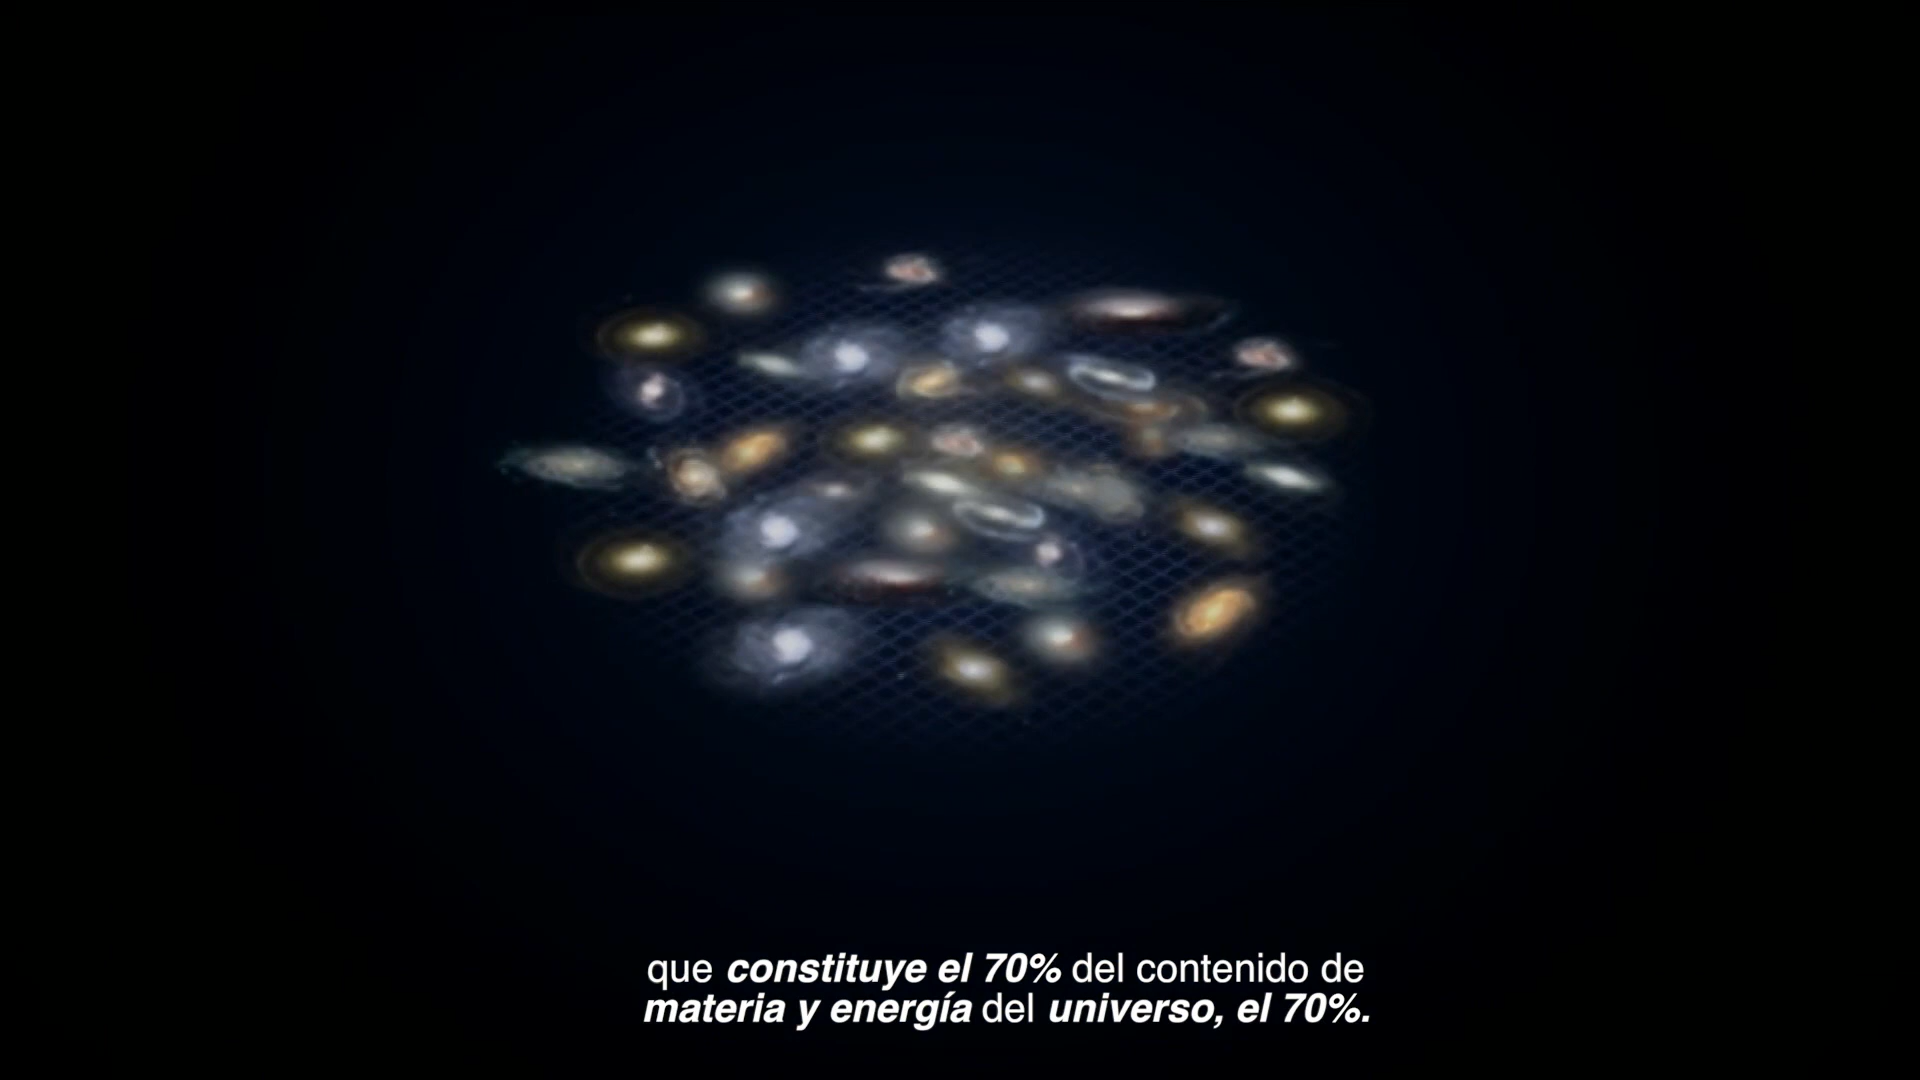 que constituye el 70% del contenido de
materia y energía del universo, el 70%.